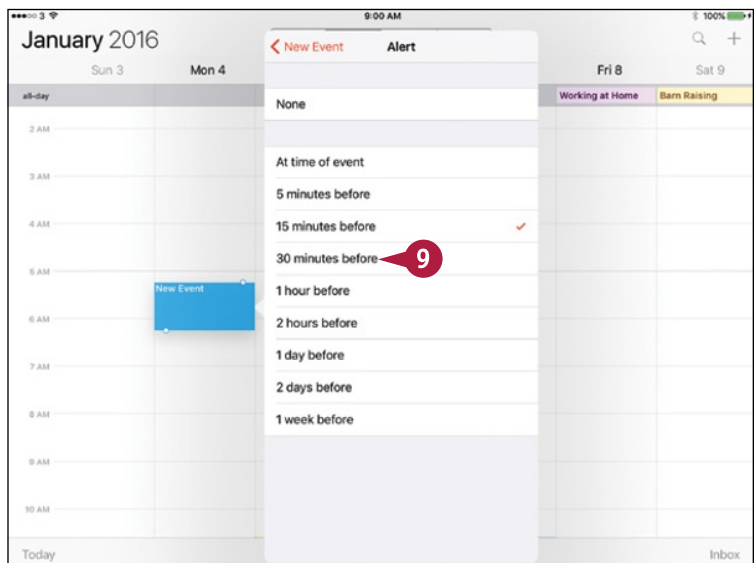 3
9:00 AM
100%
January 2016
New Event
Alert
Sun 3
Mon 4
Fri 8
Sat 9
all-day
Working at Home
Barn Raising
None
2 AM
At time of event
3 AM
5 minutes before
4 AM
15 minutes before
30 minutes before
9
5 AM
New Event
1 hour before
6 AM
2 hours before
1 day before
7 AM
2 days before
8 AM
1 week before
9 AM
10 AM
Today
Inbox